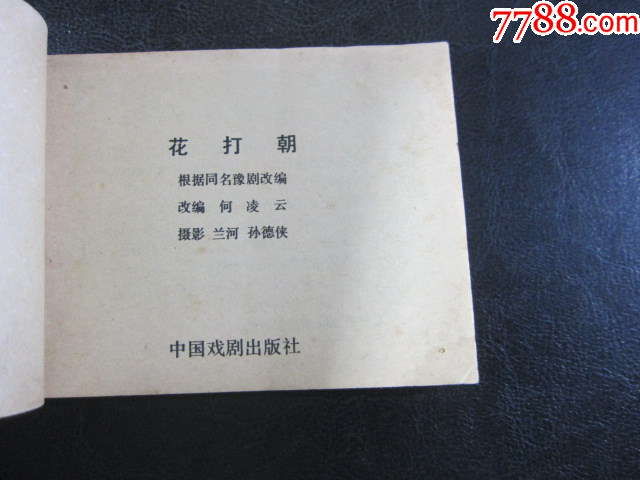 7788.com
花打朝
根据同名豫剧改编
改编 何凌云
摄影 兰河 孙德侠
中国戏剧出版社